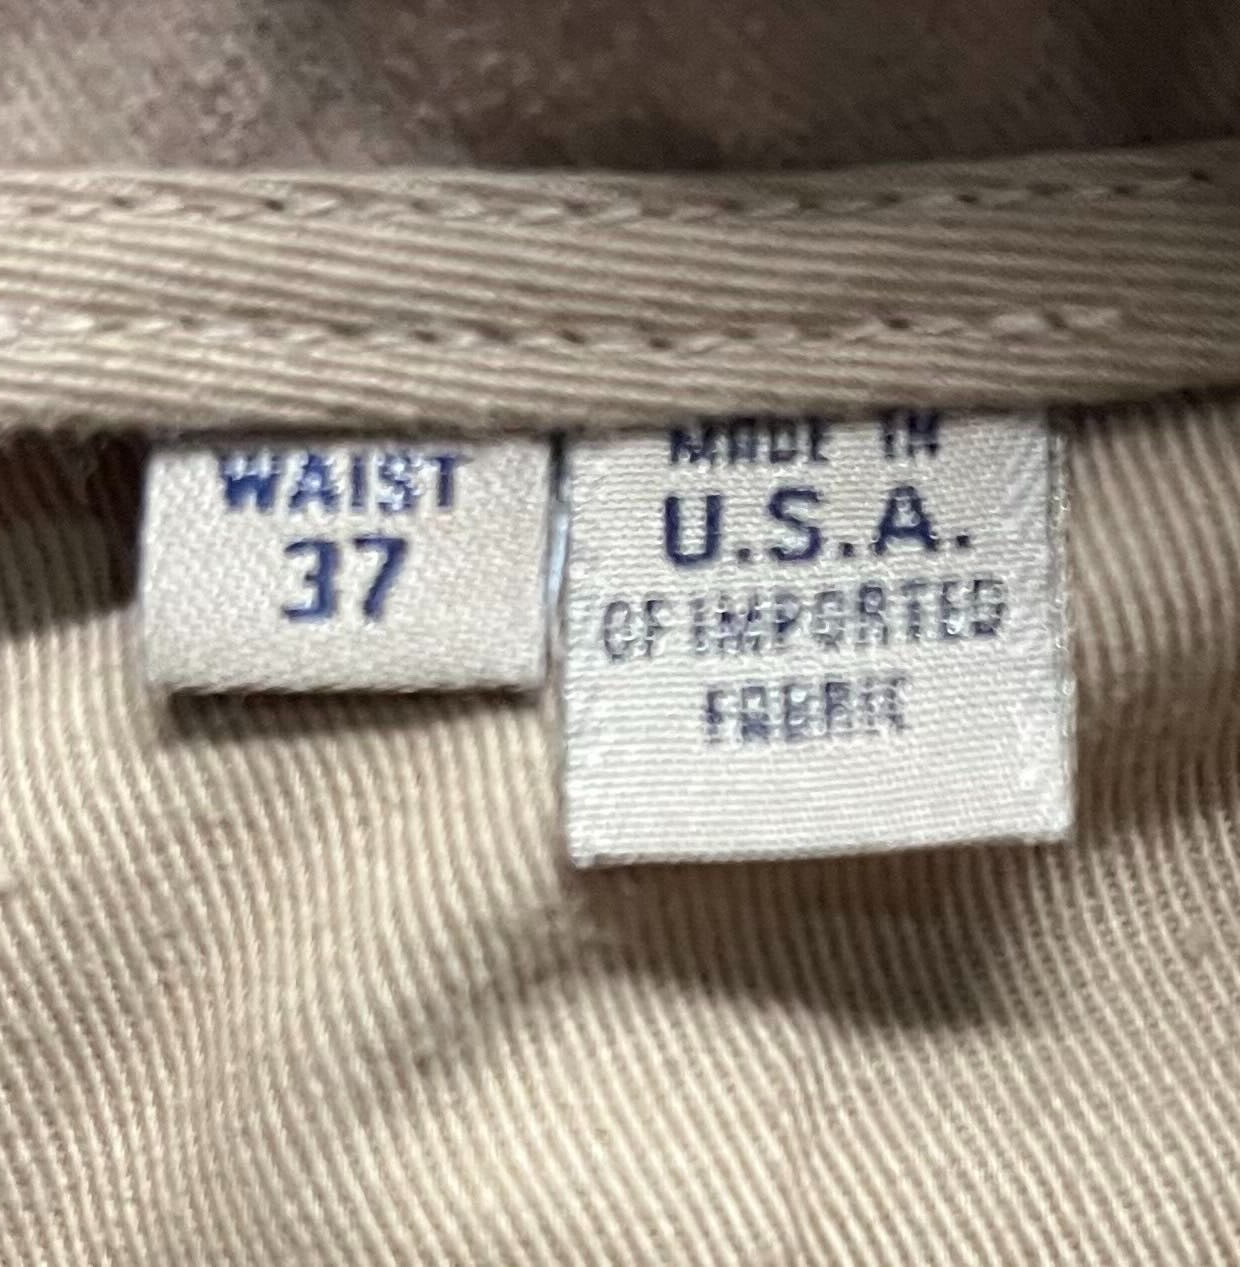 WAIST
37
MADE IN
U.S.A.
OF IMPORTED
FABRIC